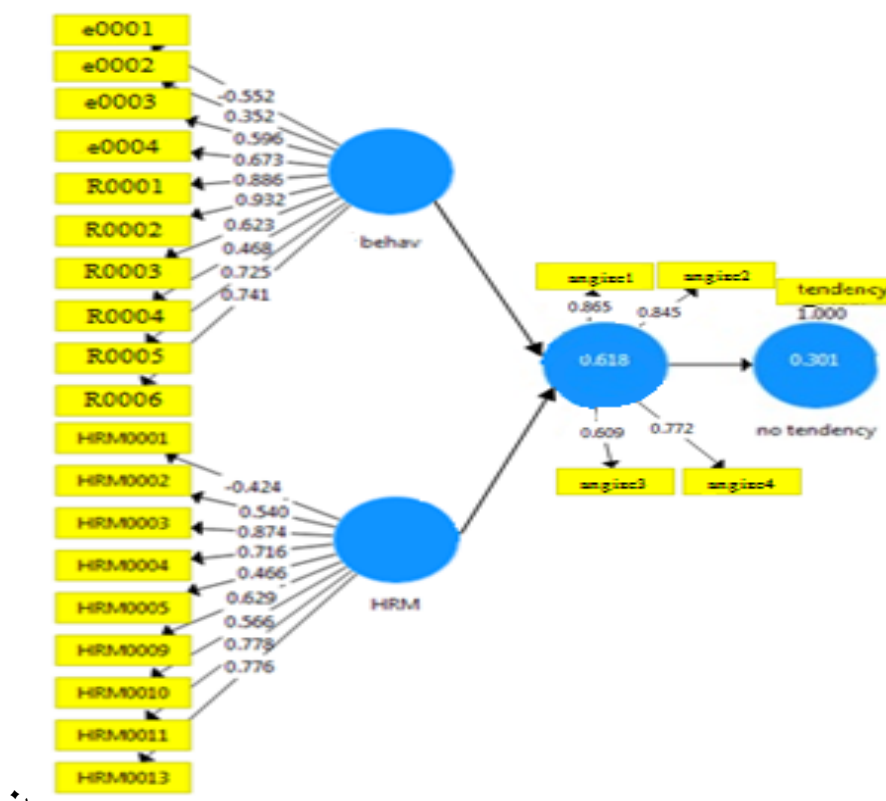 e0001
e0002
e0003
e0004
R0001
R0002
R0003
R0004
R0005
R0006
-0.552
0.352
0.596
0.673
0.886
0.932
0.623
0.468
0.725
0.741
behav
HRM0001
HRM0002
HRM0003
HRM0004
HRM0005
HRM0009
HRM0010
HRM0011
HRM0013
-0.424
0.540
0.874
0.716
0.466
0.629
0.566
0.778
0.776
HRM
angize1
angize2
0.865
0.845
0.618
0.609
0.772
angize3
angize4
tendency
1.000
0.301
no tendency